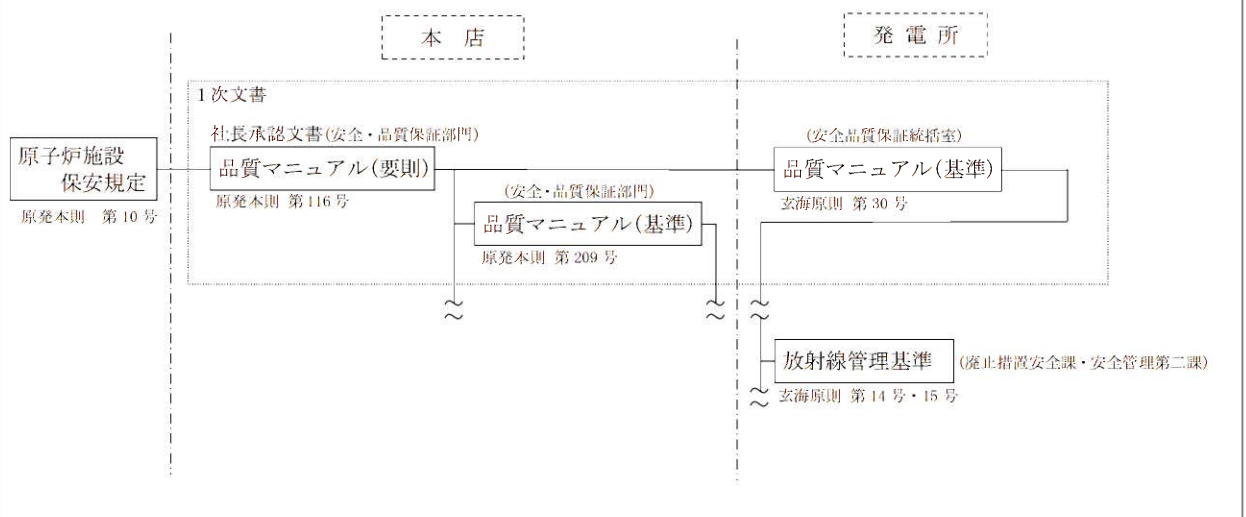 本 店
発 電 所
1次文書
社長承認文書(安全・品質保証部門)
(安全品質保証統括室)
原子炉施設
保安規定
品質マニュアル(要則)
品質マニュアル(基準)
原発本則 第10号
原発本則 第116号
(安全・品質保証部門)
玄海原則 第30号
品質マニュアル(基準)
原発本則 第209号
放射線管理基準
(廃止措置安全課・安全管理第二課)
玄海原則 第14号・15号